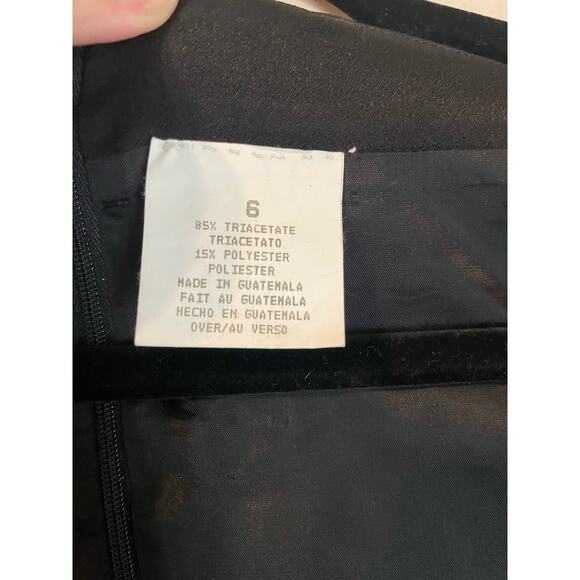 6
85% TRIACETATE
TRIACETATO
15% POLYESTER
POLIESTER
MADE IN GUATEMALA
FAIT AU GUATEMALA
HECHO EN GUATEMALA
OVER/AU VERSO